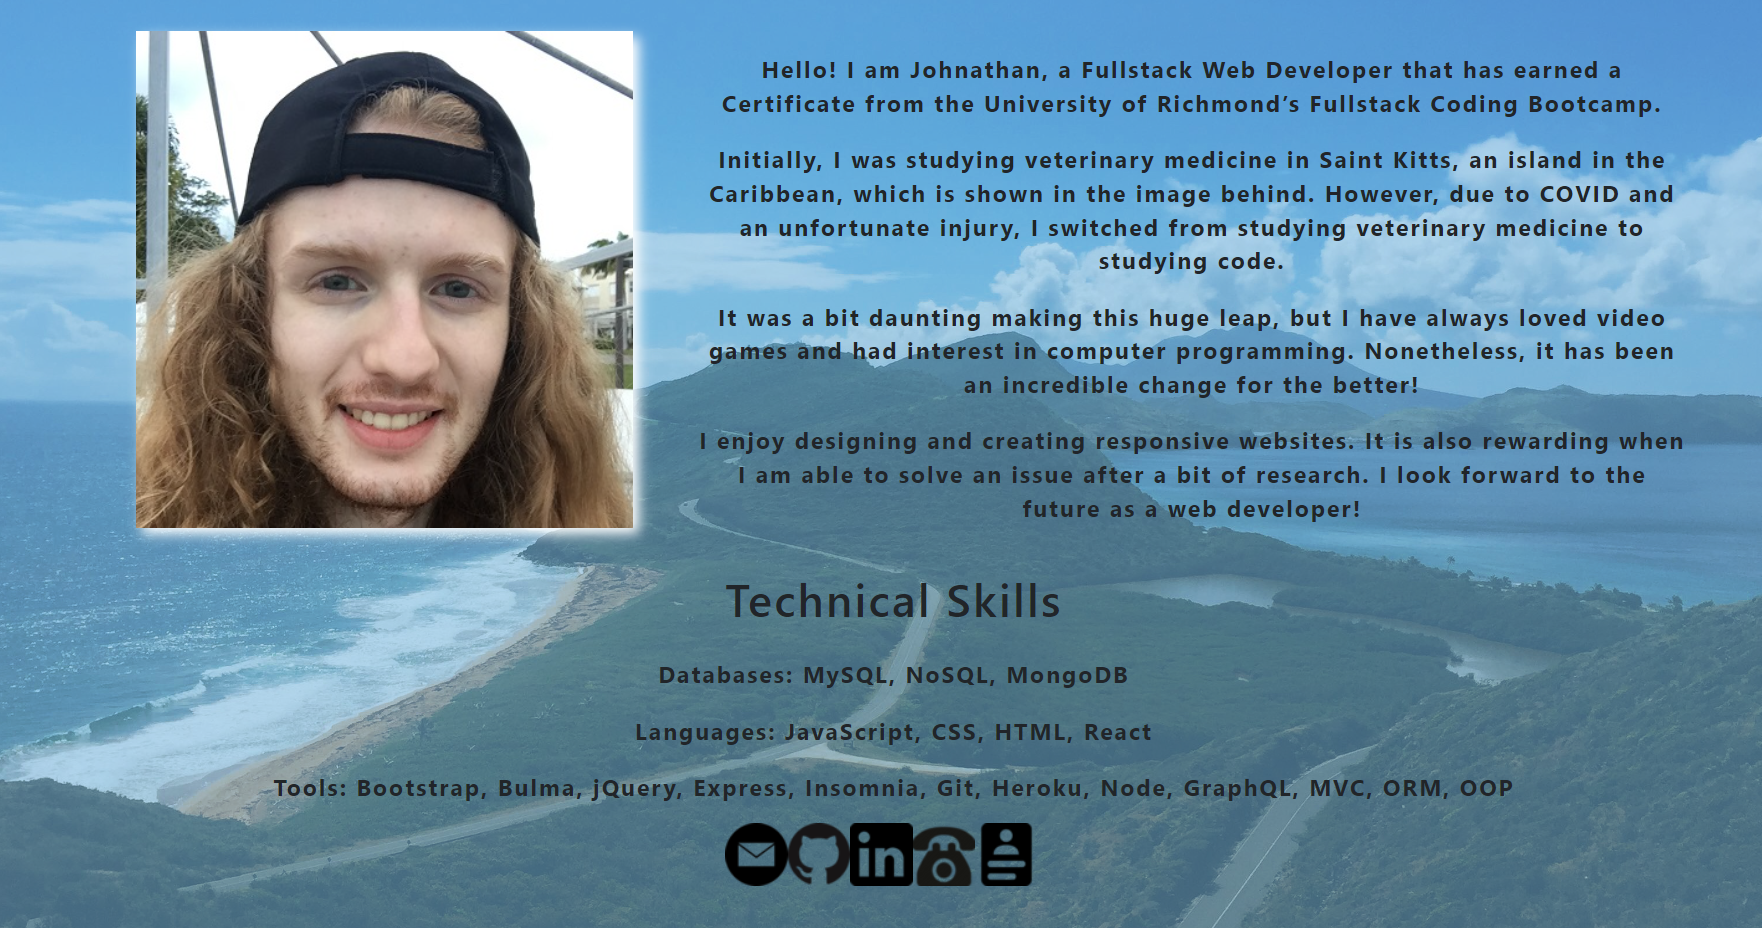 Hello! I am Johnathan, a Fullstack Web Developer that has earned a
Certificate from the University of Richmond’s Fullstack Coding Bootcamp.
Initially, I was studying veterinary medicine in Saint Kitts, an island in the
Caribbean, which is shown in the image behind. However, due to COVID and
an unfortunate injury, I switched from studying veterinary medicine to
studying code.
It was a bit daunting making this huge leap, but I have always loved video
games and had interest in computer programming. Nonetheless, it has been
an incredible change for the better!
I enjoy designing and creating responsive websites. It is also rewarding when
I am able to solve an issue after a bit of research. I look forward to the
future as a web developer!
Technical Skills
Databases: MySQL, NoSQL, MongoDB
Languages: JavaScript, CSS, HTML, React
Tools: Bootstrap, Bulma, jQuery, Express, Insomnia, Git, Heroku, Node, GraphQL, MVC, ORM, OOP
in